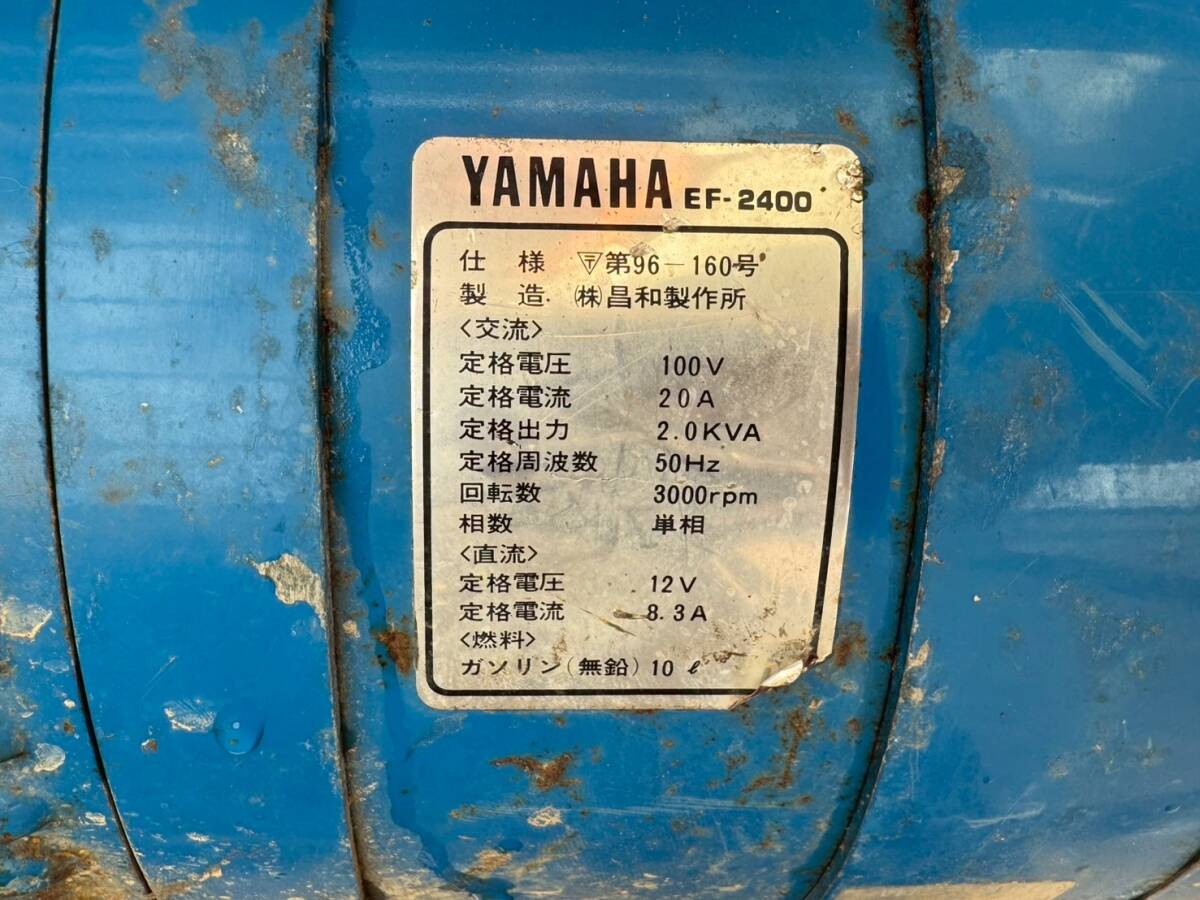 YAMAHA EF-2400
仕様 〒第96-160号
製造 ㈱昌和製作所
〈交流〉
定格電圧 100V
定格電流 20A
定格出力 2.0KVA
定格周波数 50Hz
回転数 3000rpm
相数 単相
〈直流〉
定格電圧 12V
定格電流 8.3A
〈燃料〉
ガソリン(無鉛) 10ℓ